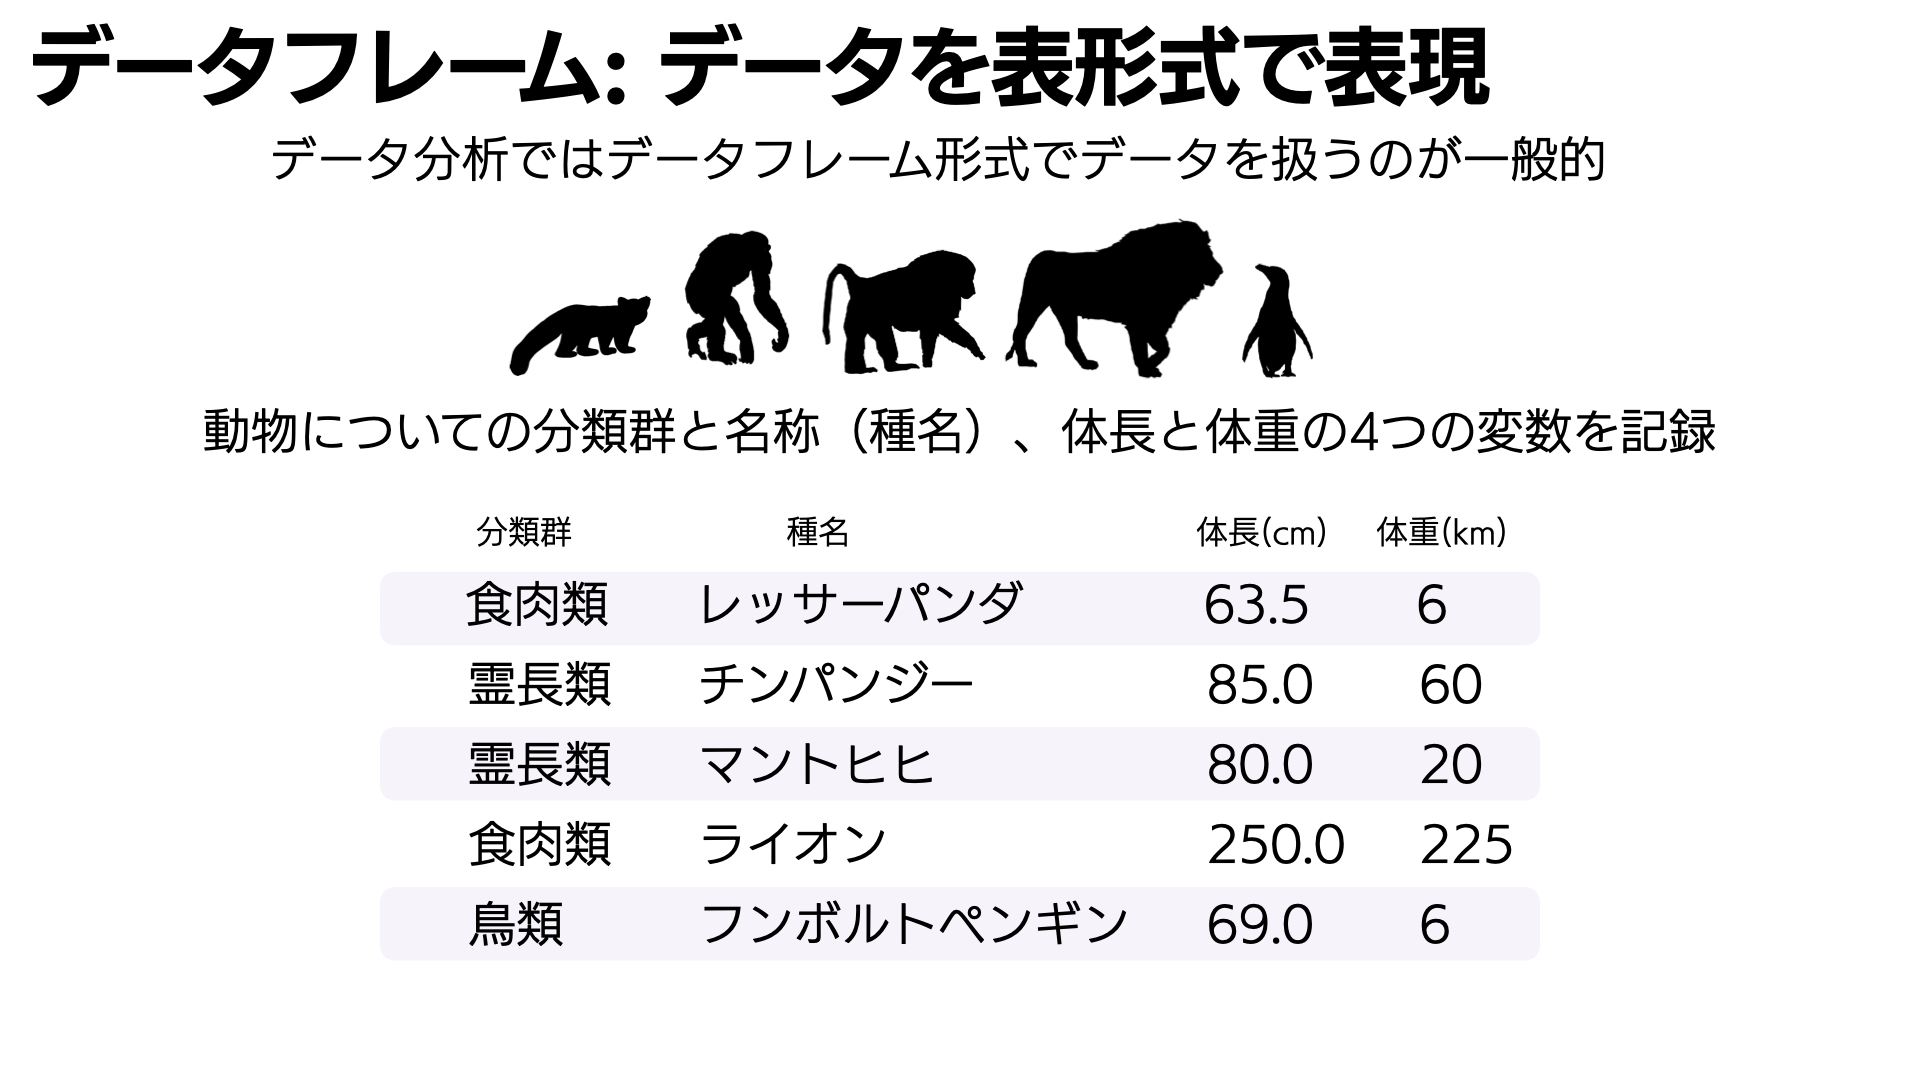 データフレーム: データを表形式で表現
データ分析ではデータフレーム形式でデータを扱うのが一般的
動物についての分類群と名称（種名）、体長と体重の4つの変数を記録
分類群 種名 体長(cm) 体重(km)
食肉類 レッサーパンダ 63.5 6
霊長類 チンパンジー 85.0 60
霊長類 マントヒヒ 80.0 20
食肉類 ライオン 250.0 225
鳥類 フンボルトペンギン 69.0 6